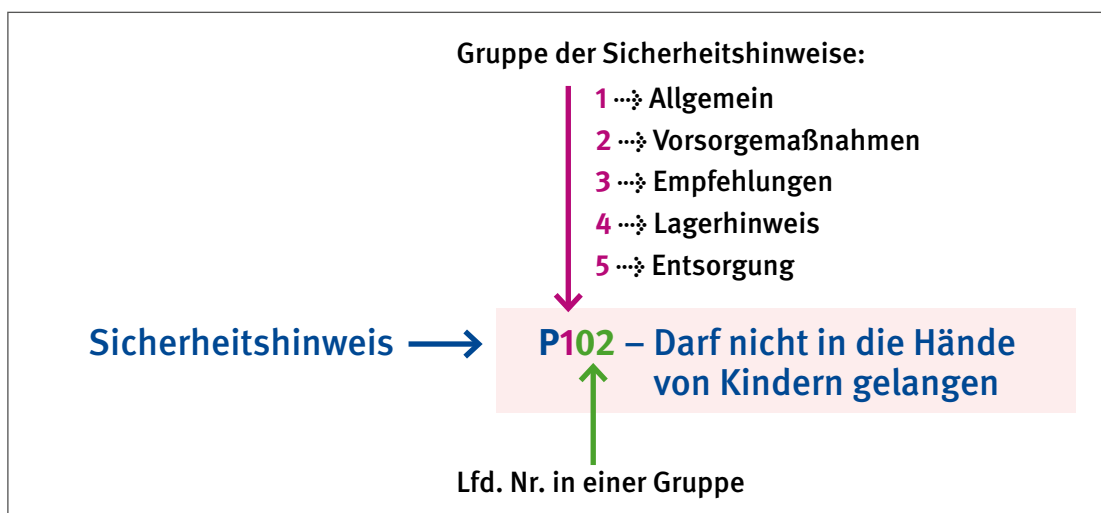 Gruppe der Sicherheitshinweise:
1 Allgemein
2 Vorsorgemaßnahmen
3 Empfehlungen
4 Lagerhinweis
5 Entsorgung
Sicherheitshinweis P102 – Darf nicht in die Hände
von Kindern gelangen
Lfd. Nr. in einer Gruppe